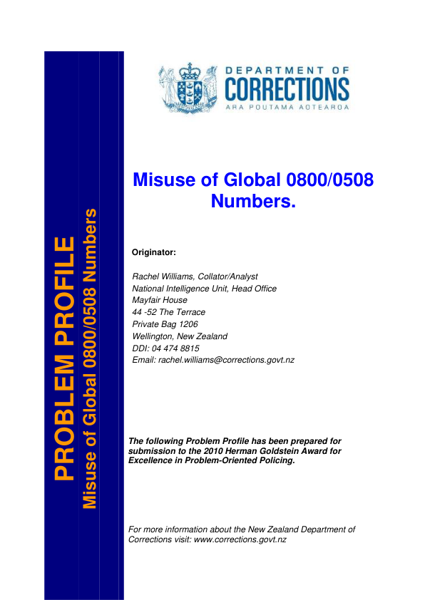 DEPARTMENT OF
CORRECTIONS
ARA POUTAMA AOTEAROA
PROBLEM PROFILE
Misuse of Global 0800/0508 Numbers
Misuse of Global 0800/0508
Numbers.
Originator:
Rachel Williams, Collator/Analyst
National Intelligence Unit, Head Office
Mayfair House
44 -52 The Terrace
Private Bag 1206
Wellington, New Zealand
DDI: 04 474 8815
Email: rachel.williams@corrections.govt.nz
The following Problem Profile has been prepared for
submission to the 2010 Herman Goldstein Award for
Excellence in Problem-Oriented Policing.
For more information about the New Zealand Department of
Corrections visit: www.corrections.govt.nz